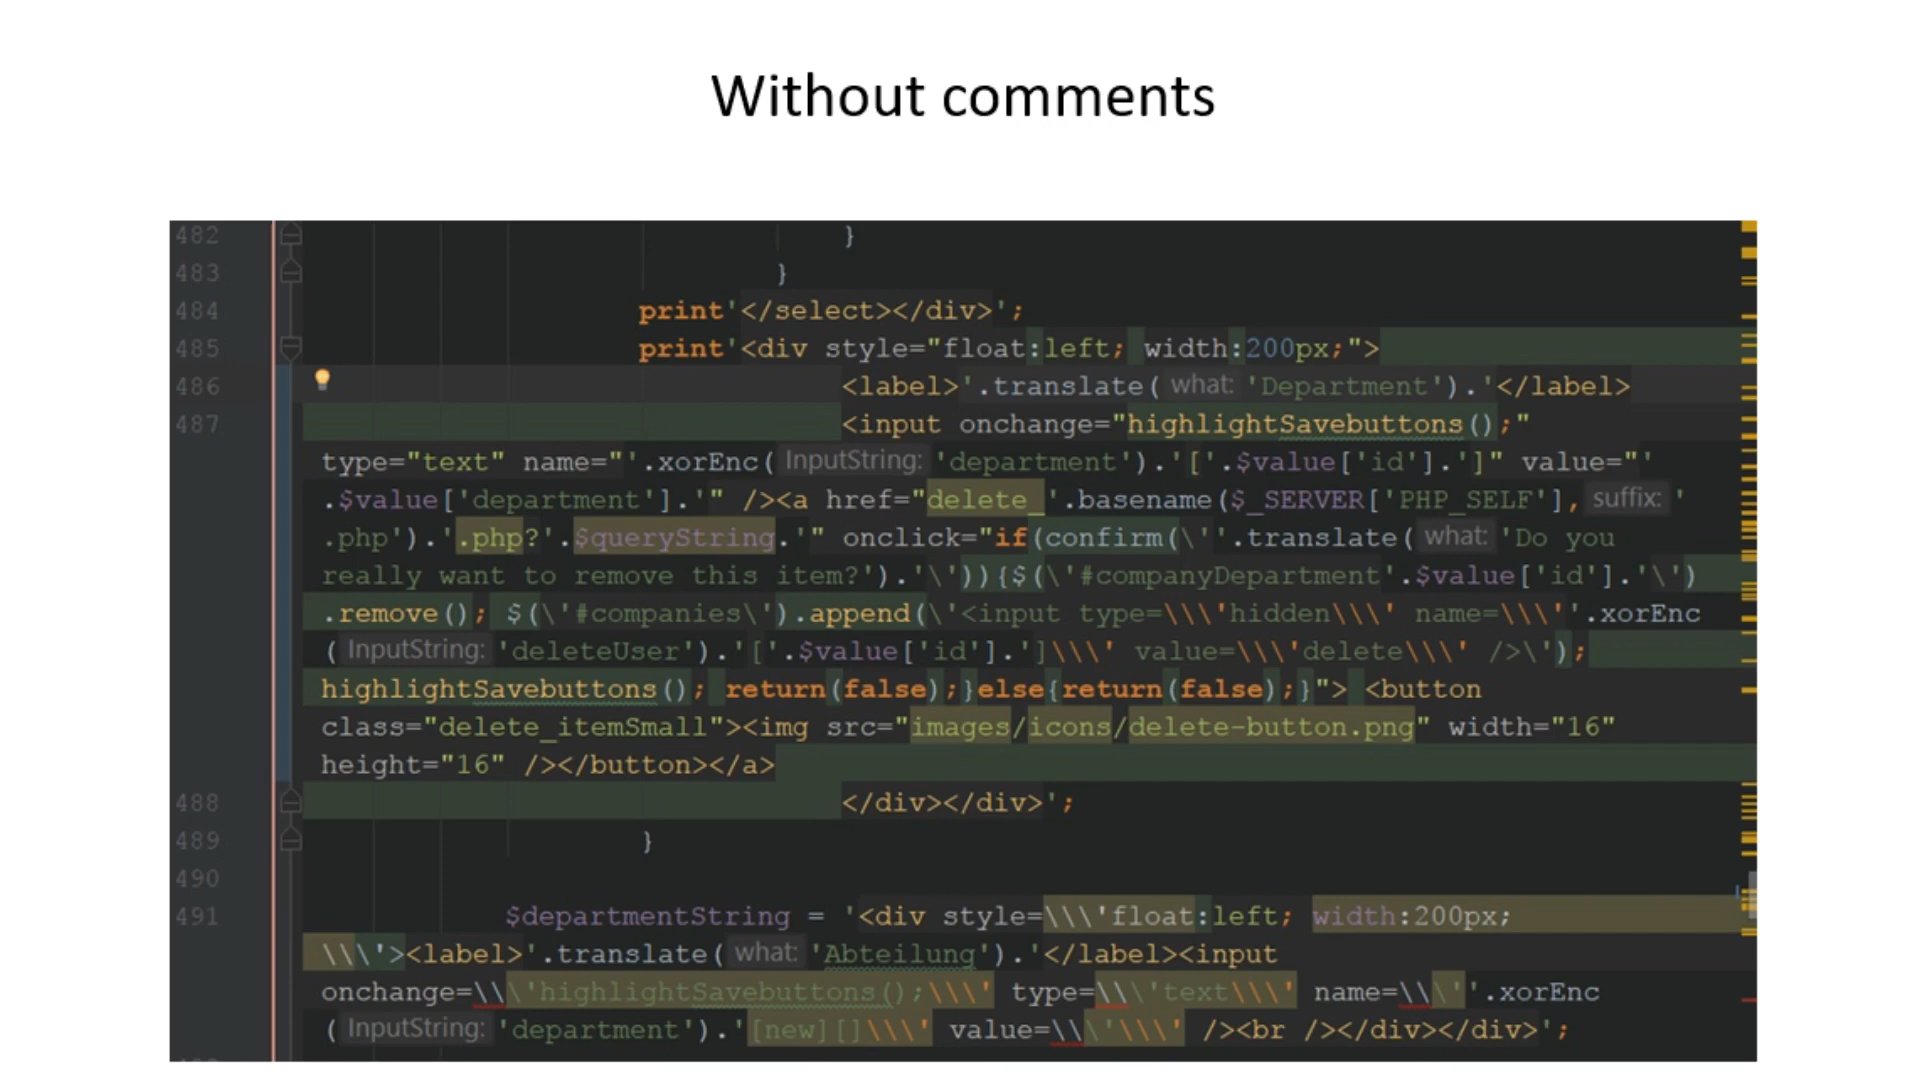 Without comments
482 }
483 }
484 print'</select></div>';
485 print'<div style="float:left; width:200px;">
486 <label>'.translate( what: 'Department').'</label>
487 <input onchange="highlightSavebuttons();"
type="text" name="'.xorEnc( InputString: 'department').'['.$value['id'].']" value="'
.$value['department'].'" /><a href="delete_'.basename($_SERVER['PHP_SELF'], suffix: '
.php').'.php?'.$queryString.'" onclick="if(confirm(\''.translate( what: 'Do you
really want to remove this item?').'\')){$(\'#companyDepartment'.$value['id'].'\')
.remove(); $(\'#companies\').append(\'<input type=\\\'hidden\\\' name=\\\''.xorEnc
( InputString: 'deleteUser').'['.$value['id'].']\\\' value=\\\'delete\\\' />\');
highlightSavebuttons(); return(false);}else{return(false);}"> <button
class="delete_itemSmall"><img src="images/icons/delete-button.png" width="16"
height="16" /></button></a>
488 </div></div>';
489 }
490
491 $departmentString = '<div style=\\\'float:left; width:200px;
\\\'><label>'.translate( what: 'Abteilung').'</label><input
onchange=\\\'highlightSavebuttons();\\\' type=\\\'text\\\' name=\\\''.xorEnc
( InputString: 'department').'[new][]\\\' value=\\\'\\\' /><br /></div></div>';